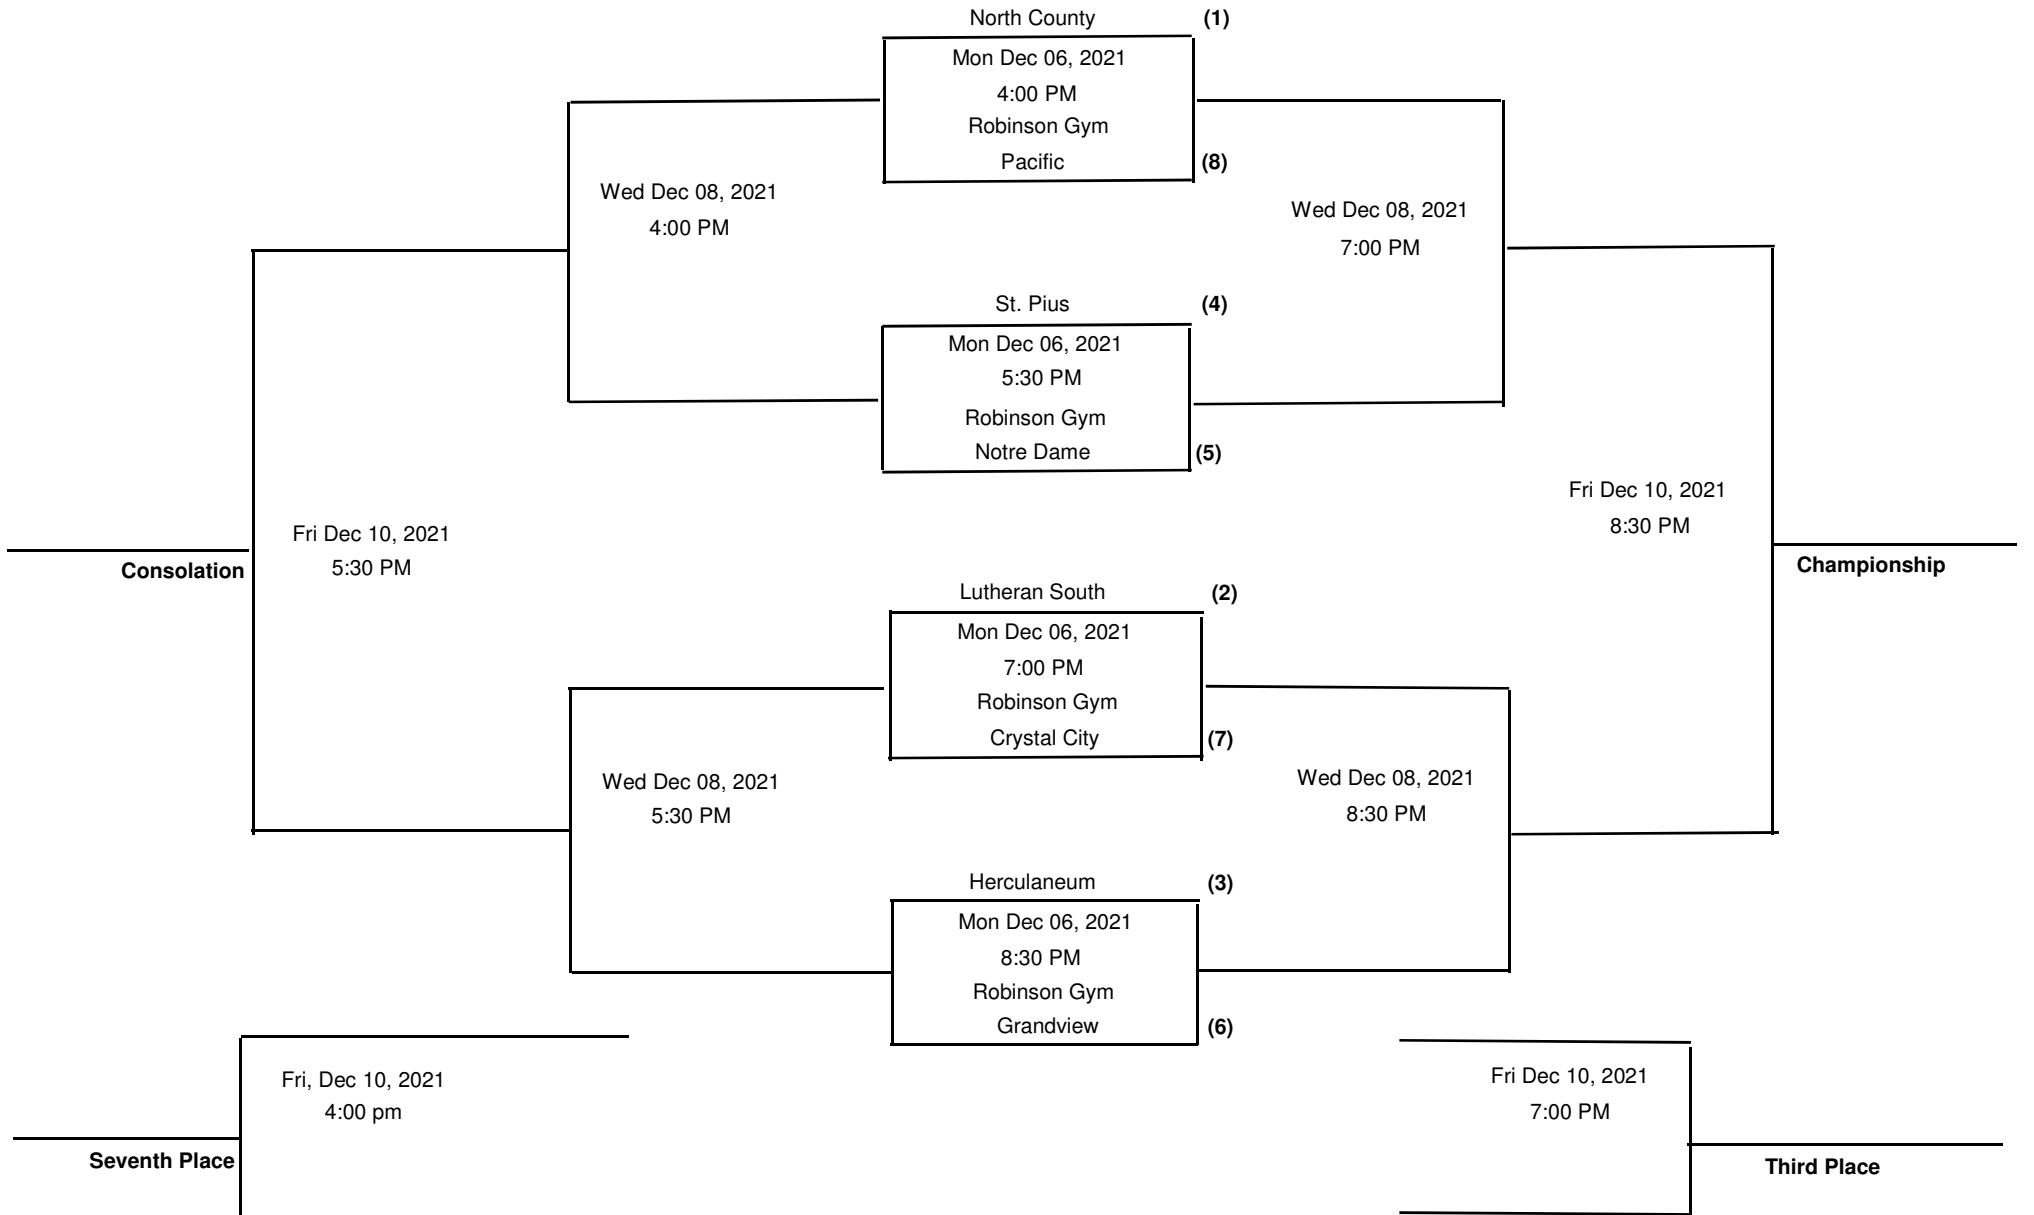 North County (1)
Mon Dec 06, 2021
4:00 PM
Robinson Gym
Pacific (8)
Wed Dec 08, 2021
4:00 PM
Wed Dec 08, 2021
7:00 PM
St. Pius (4)
Mon Dec 06, 2021
5:30 PM
Robinson Gym
Notre Dame (5)
Fri Dec 10, 2021
5:30 PM
Consolation
Fri Dec 10, 2021
8:30 PM
Championship
Lutheran South (2)
Mon Dec 06, 2021
7:00 PM
Robinson Gym
Crystal City (7)
Wed Dec 08, 2021
5:30 PM
Wed Dec 08, 2021
8:30 PM
Herculaneum (3)
Mon Dec 06, 2021
8:30 PM
Robinson Gym
Grandview (6)
Fri, Dec 10, 2021
4:00 pm
Seventh Place
Fri Dec 10, 2021
7:00 PM
Third Place